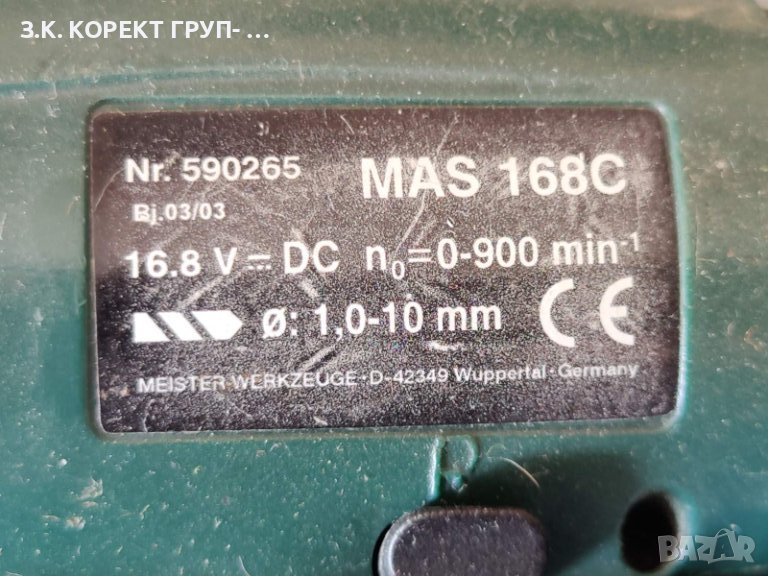 З.К. КОРЕКТ ГРУП- ...
Nr. 590265 MAS 168C
Bj.03/03
16.8 V DC n₀=0-900 min⁻¹
ø: 1,0-10 mm CE
MEISTER WERKZEUGE · D-42349 Wuppertal · Germany
BAZAR